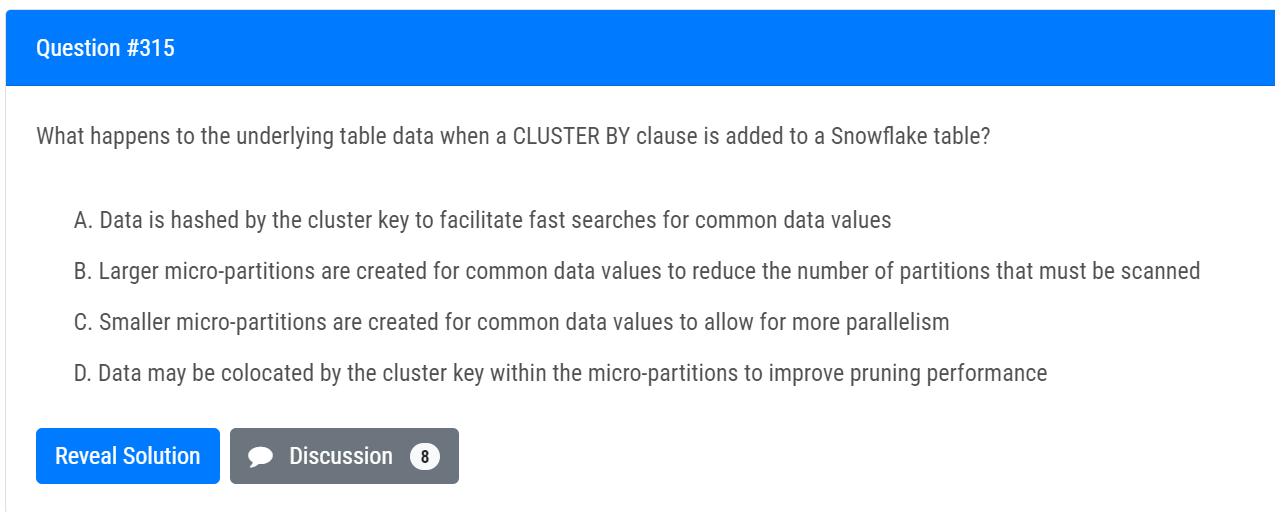 Question #315
What happens to the underlying table data when a CLUSTER BY clause is added to a Snowflake table?
A. Data is hashed by the cluster key to facilitate fast searches for common data values
B. Larger micro-partitions are created for common data values to reduce the number of partitions that must be scanned
C. Smaller micro-partitions are created for common data values to allow for more parallelism
D. Data may be colocated by the cluster key within the micro-partitions to improve pruning performance
Reveal Solution Discussion 8